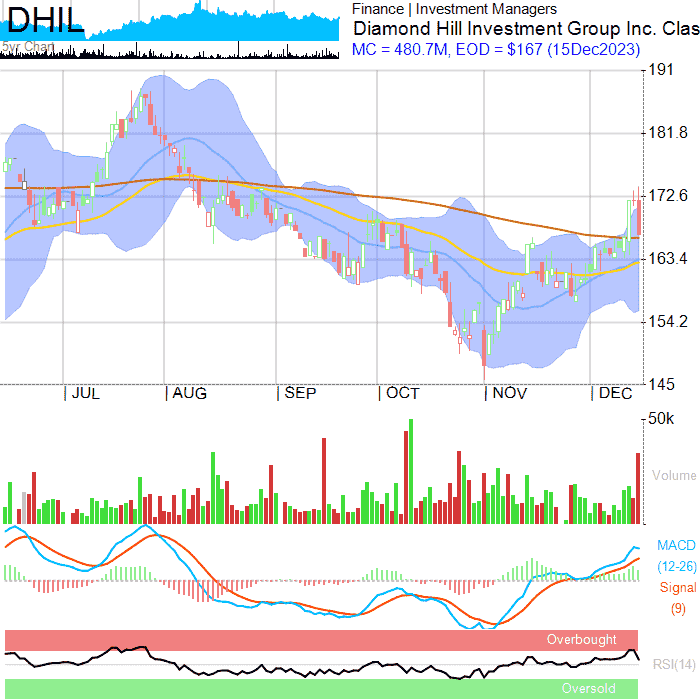 DHIL
5yr Chart
Finance | Investment Managers
Diamond Hill Investment Group Inc. Clas
MC = 480.7M, EOD = $167 (15Dec2023)
191
181.8
172.6
163.4
154.2
145
JUL AUG SEP OCT NOV DEC
50k
Volume
MACD
(12-26)
Signal
(9)
Overbought
RSI(14)
Oversold